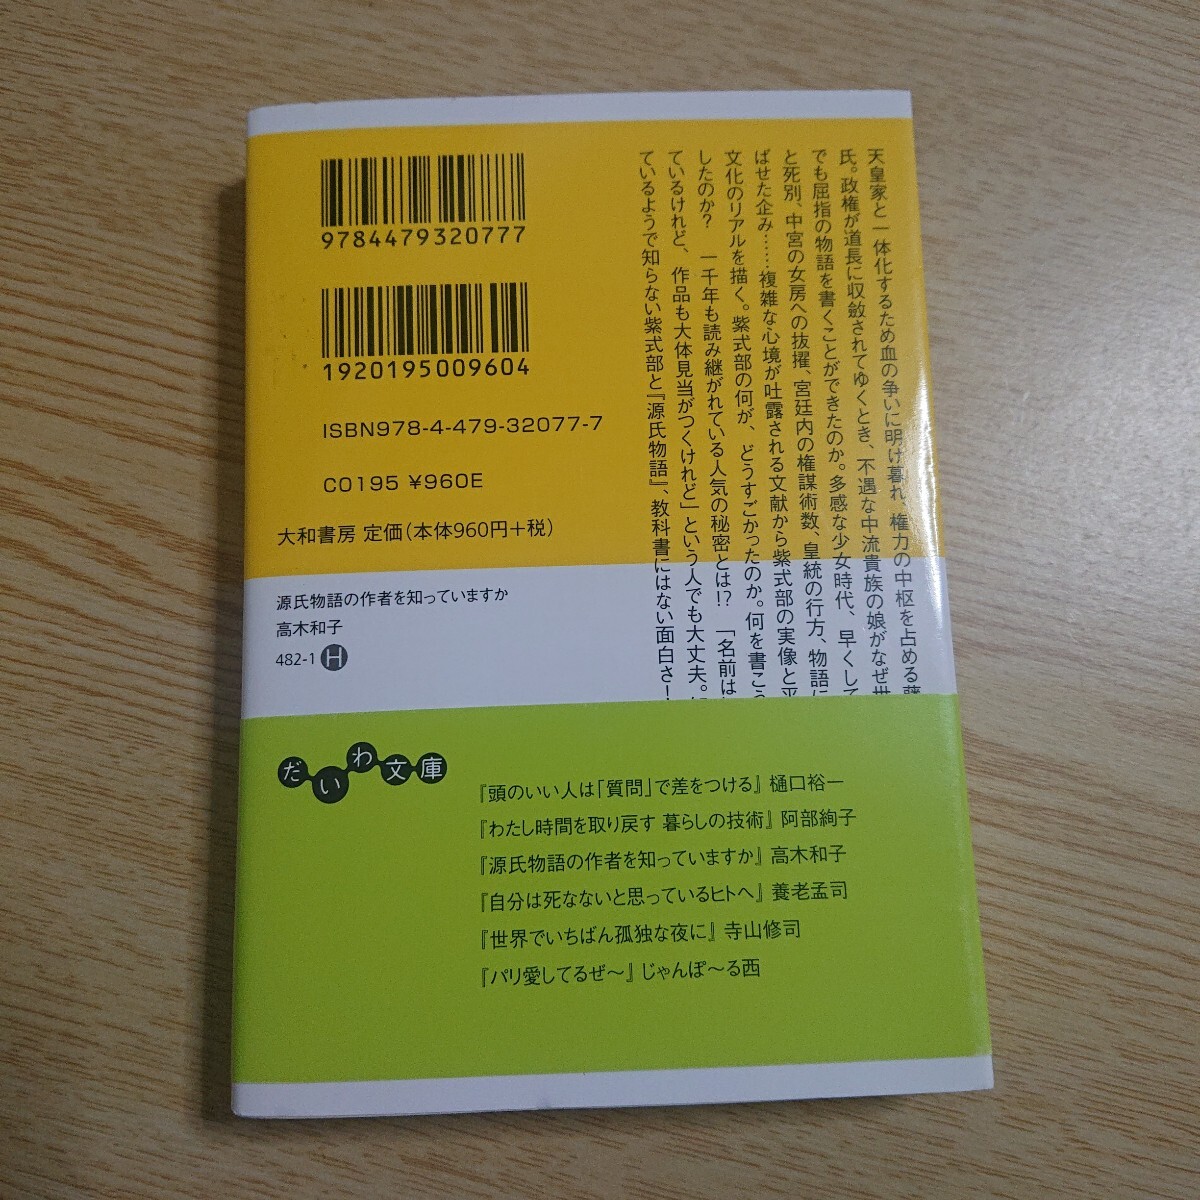 9784479320777
1920195009604
ISBN978-4-479-32077-7
C0195 ¥960E
大和書房 定価(本体960円+税)
天皇家と一体化するため血の争いに明け暮れ、権力の中枢を占める藤
氏。政権が道長に収斂されてゆくとき、不遇な中流貴族の娘がなぜ世
でも屈指の物語を書くことができたのか。多感な少女時代、早くして
と死別、中宮の女房への抜擢、宮廷内の権謀術数、皇統の行方、物語に
ばせた企み……複雑な心境が吐露される文献から紫式部の実像と平
文化のリアルを描く。紫式部の何が、どうすごかったのか。何を書こう
したのか? 一千年も読み継がれている人気の秘密とは!? 「名前は
ているけれど、作品も大体見当がつくけれど」という人でも大丈夫。
ているようで知らない紫式部と『源氏物語』、教科書にはない面白さ!
源氏物語の作者を知っていますか
高木和子
482-1 H
だいわ文庫
『頭のいい人は「質問」で差をつける』 樋口裕一
『わたし時間を取り戻す 暮らしの技術』 阿部絢子
『源氏物語の作者を知っていますか』 高木和子
『自分は死なないと思っているヒトへ』 養老孟司
『世界でいちばん孤独な夜に』 寺山修司
『パリ愛してるぜ〜』 じゃんぽ〜る西